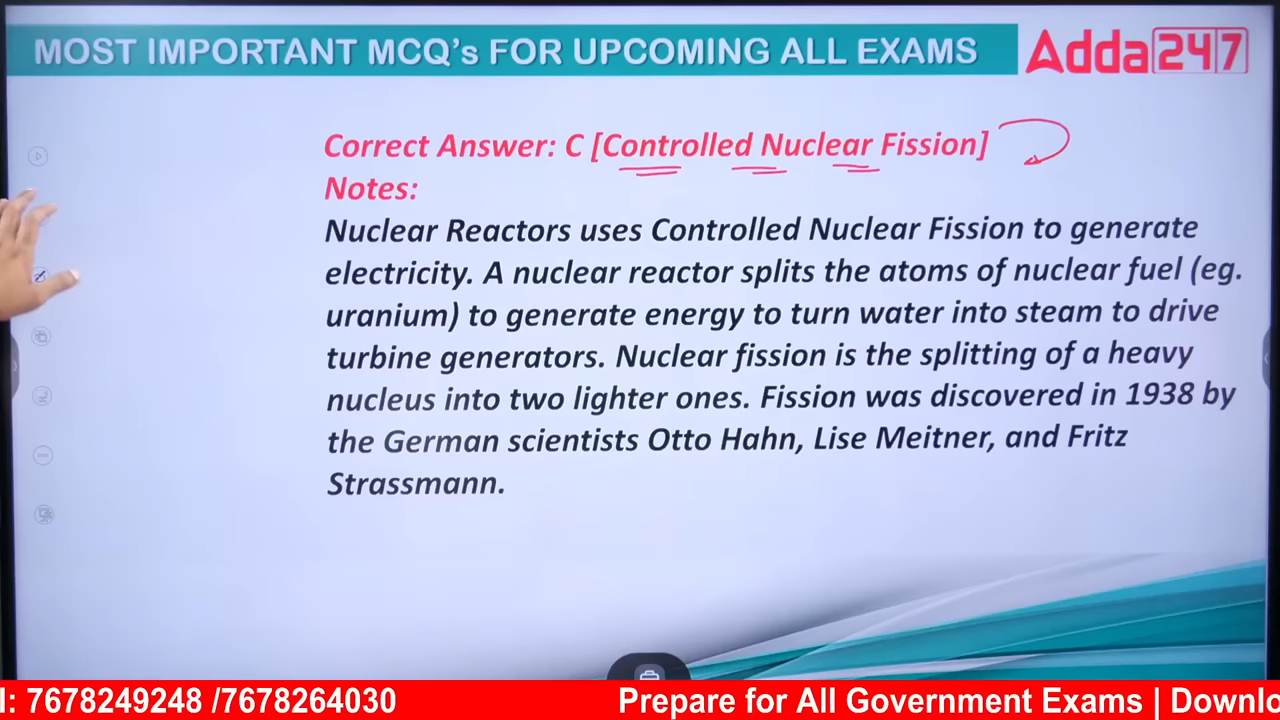 MOST IMPORTANT MCQ's FOR UPCOMING ALL EXAMS
Adda247
Correct Answer: C [Controlled Nuclear Fission]
Notes:
Nuclear Reactors uses Controlled Nuclear Fission to generate
electricity. A nuclear reactor splits the atoms of nuclear fuel (eg.
uranium) to generate energy to turn water into steam to drive
turbine generators. Nuclear fission is the splitting of a heavy
nucleus into two lighter ones. Fission was discovered in 1938 by
the German scientists Otto Hahn, Lise Meitner, and Fritz
Strassmann.
l: 7678249248 /7678264030 Prepare for All Government Exams | Downlo